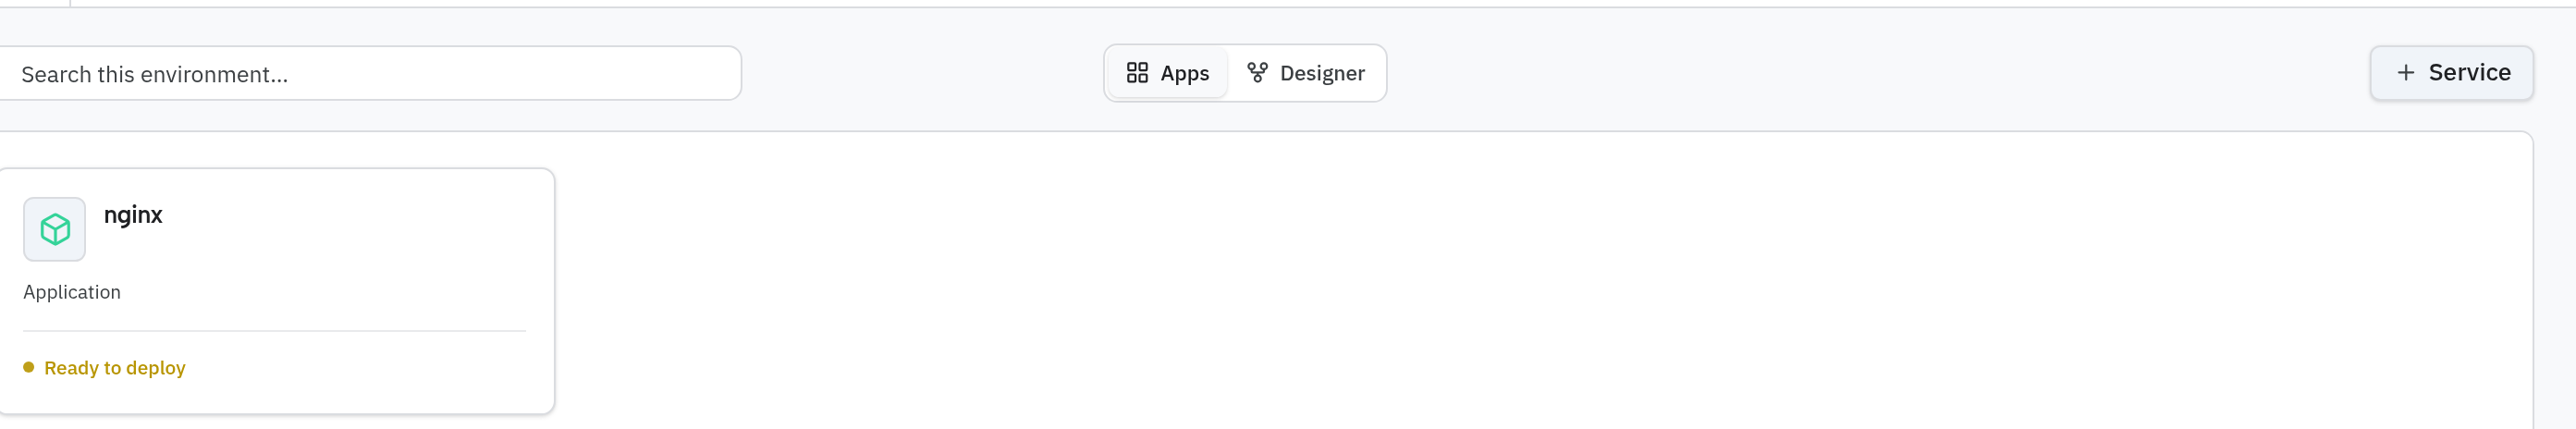 Search this environment...
Apps
Designer
+ Service
nginx
Application
Ready to deploy